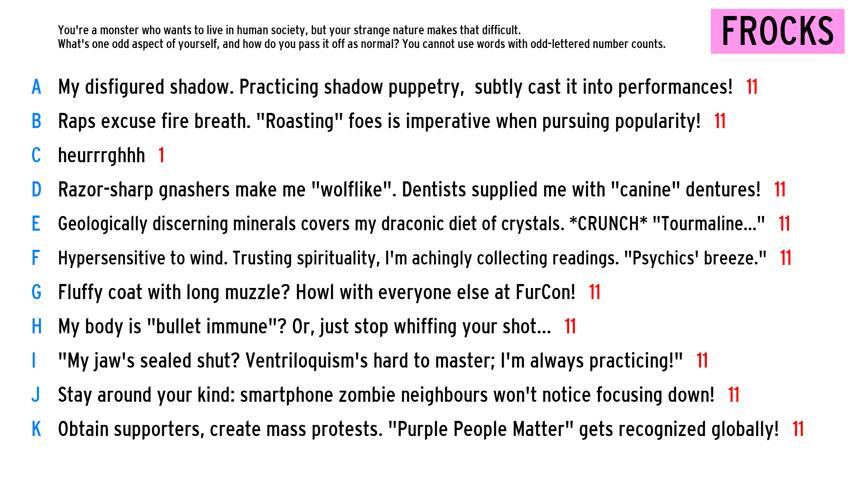 You're a monster who wants to live in human society, but your strange nature makes that difficult.
What's one odd aspect of yourself, and how do you pass it off as normal? You cannot use words with odd-lettered number counts.
FROCKS
A My disfigured shadow. Practicing shadow puppetry,  subtly cast it into performances! 11
B Raps excuse fire breath. "Roasting" foes is imperative when pursuing popularity! 11
C heurrrghhh 1
D Razor-sharp gnashers make me "wolflike". Dentists supplied me with "canine" dentures! 11
E Geologically discerning minerals covers my draconic diet of crystals. *CRUNCH* "Tourmaline..." 11
F Hypersensitive to wind. Trusting spirituality, I'm achingly collecting readings. "Psychics' breeze." 11
G Fluffy coat with long muzzle? Howl with everyone else at FurCon! 11
H My body is "bullet immune"? Or, just stop whiffing your shot... 11
I "My jaw's sealed shut? Ventriloquism's hard to master; I'm always practicing!" 11
J Stay around your kind: smartphone zombie neighbours won't notice focusing down! 11
K Obtain supporters, create mass protests. "Purple People Matter" gets recognized globally! 11